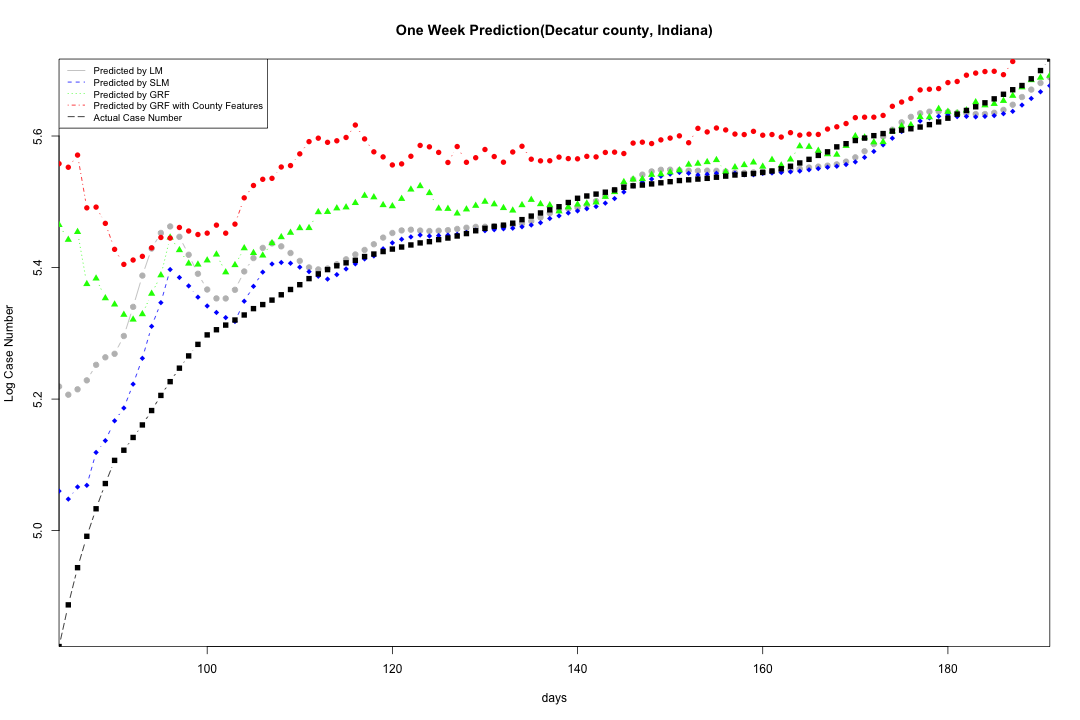 One Week Prediction(Decatur county, Indiana)
Predicted by LM
Predicted by SLM
Predicted by GRF
Predicted by GRF with County Features
Actual Case Number
Log Case Number
5.6
5.4
5.2
5.0
100 120 140 160 180
days